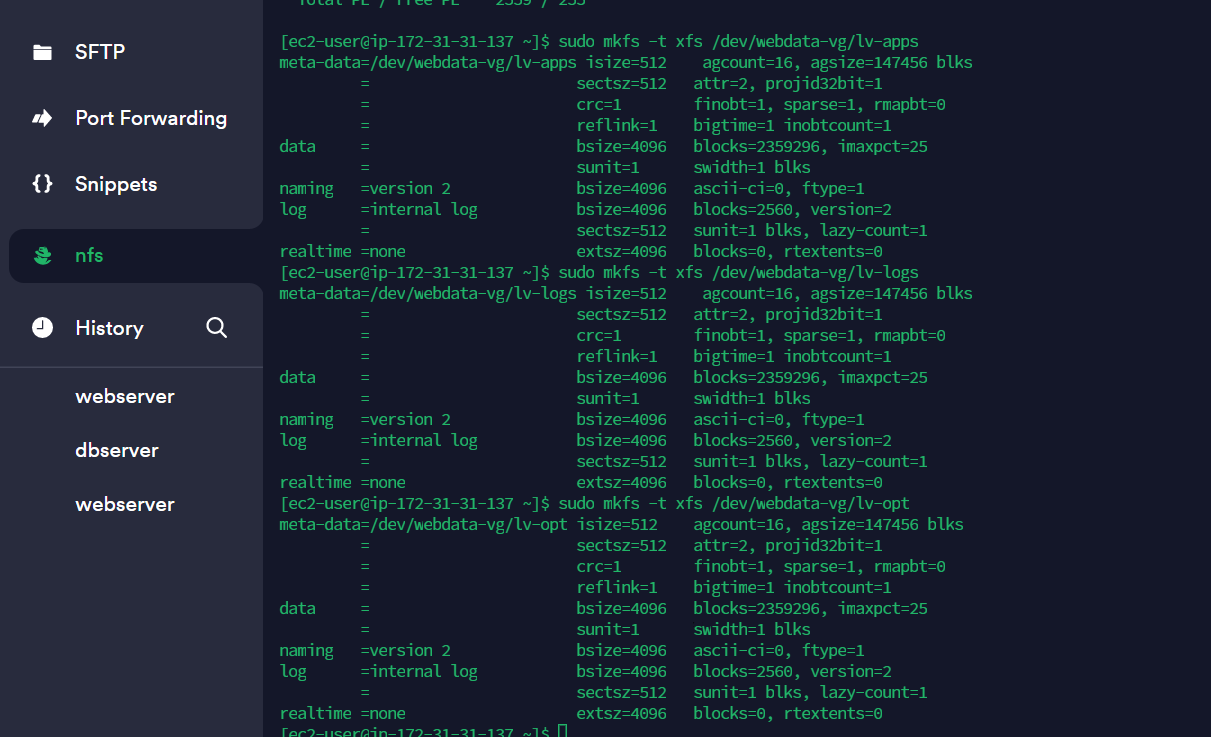 SFTP
Port Forwarding
Snippets
nfs
History
webserver
dbserver
webserver
Total PE / Free PE    2559 / 255
[ec2-user@ip-172-31-31-137 ~]$ sudo mkfs -t xfs /dev/webdata-vg/lv-apps
meta-data=/dev/webdata-vg/lv-apps isize=512    agcount=16, agsize=147456 blks
         =                       sectsz=512   attr=2, projid32bit=1
         =                       crc=1        finobt=1, sparse=1, rmapbt=0
         =                       reflink=1    bigtime=1 inobtcount=1
data     =                       bsize=4096   blocks=2359296, imaxpct=25
         =                       sunit=1      swidth=1 blks
naming   =version 2              bsize=4096   ascii-ci=0, ftype=1
log      =internal log           bsize=4096   blocks=2560, version=2
         =                       sectsz=512   sunit=1 blks, lazy-count=1
realtime =none                   extsz=4096   blocks=0, rtextents=0
[ec2-user@ip-172-31-31-137 ~]$ sudo mkfs -t xfs /dev/webdata-vg/lv-logs
meta-data=/dev/webdata-vg/lv-logs isize=512    agcount=16, agsize=147456 blks
         =                       sectsz=512   attr=2, projid32bit=1
         =                       crc=1        finobt=1, sparse=1, rmapbt=0
         =                       reflink=1    bigtime=1 inobtcount=1
data     =                       bsize=4096   blocks=2359296, imaxpct=25
         =                       sunit=1      swidth=1 blks
naming   =version 2              bsize=4096   ascii-ci=0, ftype=1
log      =internal log           bsize=4096   blocks=2560, version=2
         =                       sectsz=512   sunit=1 blks, lazy-count=1
realtime =none                   extsz=4096   blocks=0, rtextents=0
[ec2-user@ip-172-31-31-137 ~]$ sudo mkfs -t xfs /dev/webdata-vg/lv-opt
meta-data=/dev/webdata-vg/lv-opt isize=512    agcount=16, agsize=147456 blks
         =                       sectsz=512   attr=2, projid32bit=1
         =                       crc=1        finobt=1, sparse=1, rmapbt=0
         =                       reflink=1    bigtime=1 inobtcount=1
data     =                       bsize=4096   blocks=2359296, imaxpct=25
         =                       sunit=1      swidth=1 blks
naming   =version 2              bsize=4096   ascii-ci=0, ftype=1
log      =internal log           bsize=4096   blocks=2560, version=2
         =                       sectsz=512   sunit=1 blks, lazy-count=1
realtime =none                   extsz=4096   blocks=0, rtextents=0
[ec2-user@ip-172-31-31-137 ~]$